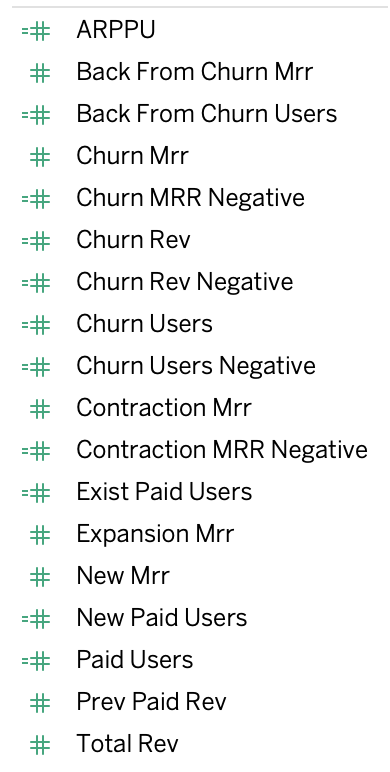 ARPPU
Back From Churn Mrr
Back From Churn Users
Churn Mrr
Churn MRR Negative
Churn Rev
Churn Rev Negative
Churn Users
Churn Users Negative
Contraction Mrr
Contraction MRR Negative
Exist Paid Users
Expansion Mrr
New Mrr
New Paid Users
Paid Users
Prev Paid Rev
Total Rev